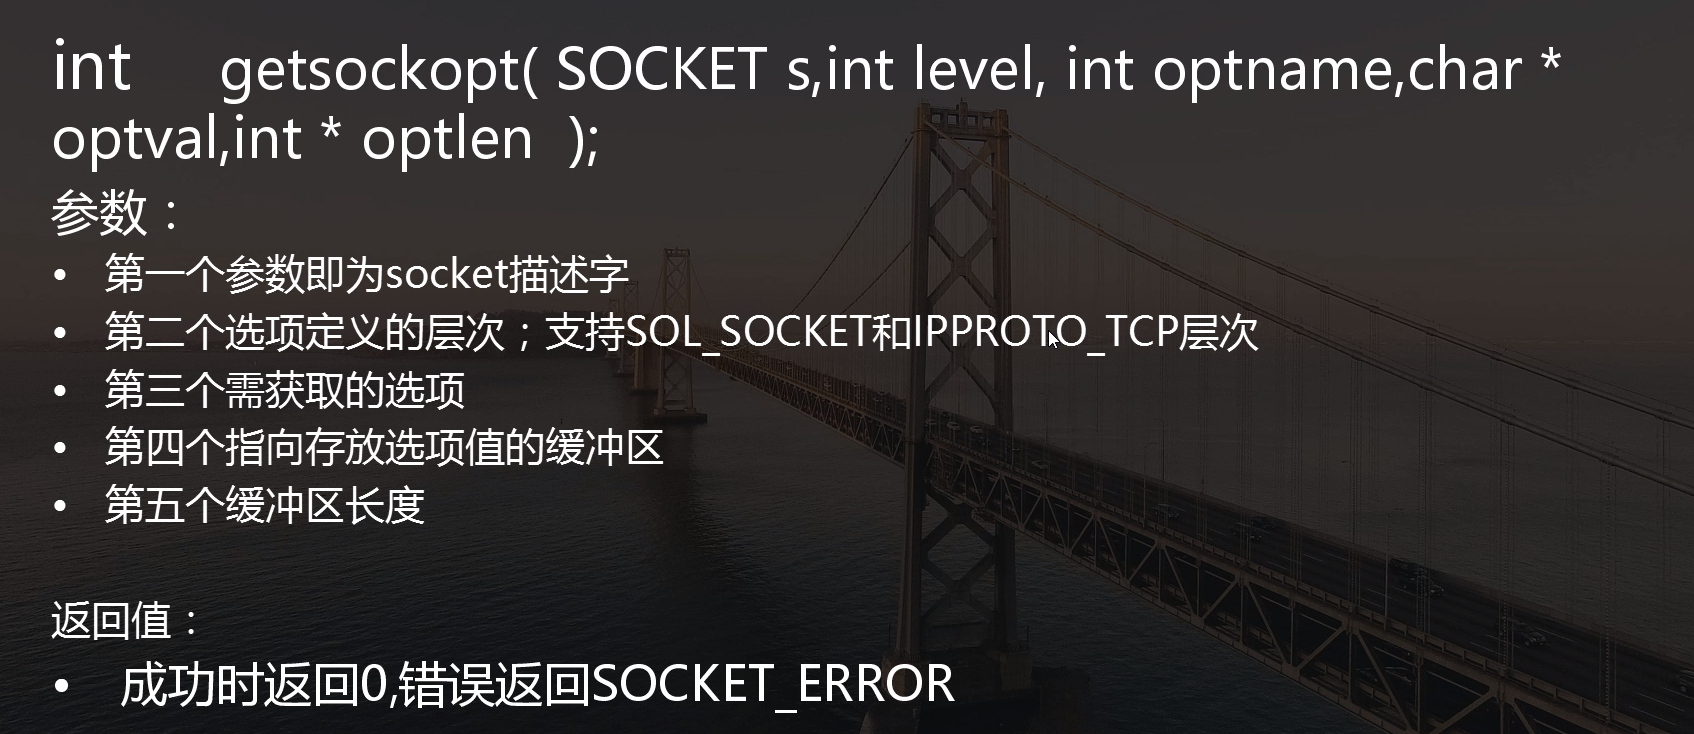 int getsockopt( SOCKET s,int level, int optname,char *
optval,int * optlen );
参数：
• 第一个参数即为socket描述字
• 第二个选项定义的层次；支持SOL_SOCKET和IPPROTO_TCP层次
• 第三个需获取的选项
• 第四个指向存放选项值的缓冲区
• 第五个缓冲区长度
返回值：
• 成功时返回0,错误返回SOCKET_ERROR